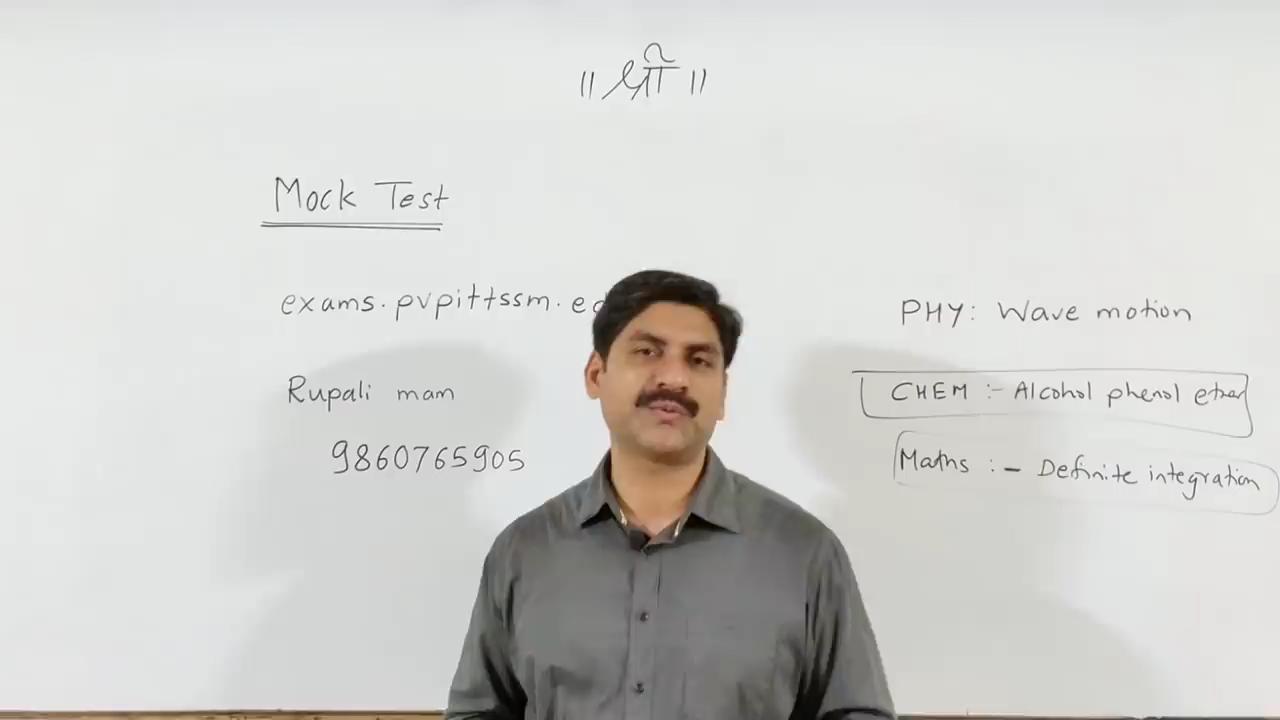 ॥ श्री ॥
Mock Test
exams.pvpittssm.ed
Rupali mam
9860765905
PHY: Wave motion
CHEM :- Alcohol phenol ether
Maths :- Definite integration